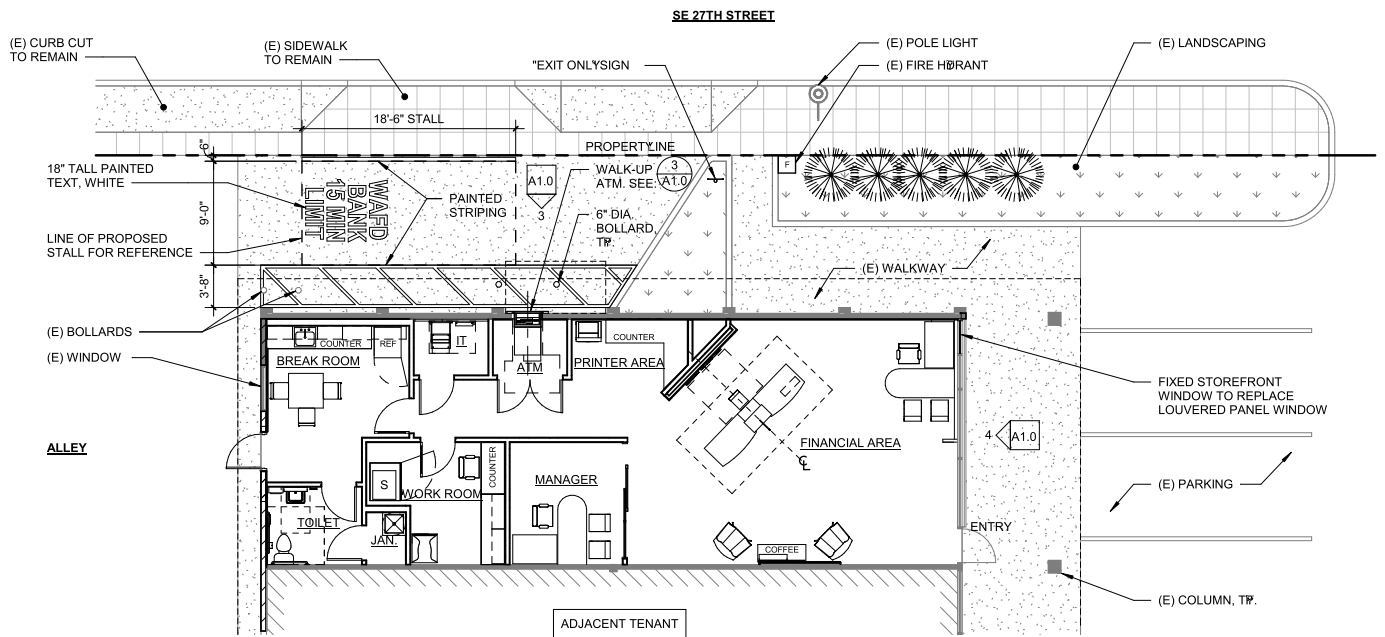 SE 27TH STREET
(E) CURB CUT
TO REMAIN
(E) SIDEWALK
TO REMAIN
"EXIT ONLY" SIGN
(E) POLE LIGHT
(E) FIRE HYDRANT
(E) LANDSCAPING
18'-6" STALL
6"
PROPERTY LINE
18" TALL PAINTED
TEXT, WHITE
WAFD
BANK
15 MIN
LIMIT
PAINTED
STRIPING
A1.0
3
WALK-UP
ATM. SEE:
3
A1.0
F
9'-0"
6" DIA.
BOLLARD,
TYP.
LINE OF PROPOSED
STALL FOR REFERENCE
(E) WALKWAY
3'-8"
(E) BOLLARDS
(E) WINDOW
COUNTER
REF
BREAK ROOM
IT
ATM
COUNTER
PRINTER AREA
FIXED STOREFRONT
WINDOW TO REPLACE
LOUVERED PANEL WINDOW
ALLEY
FINANCIAL AREA
CL
4
A1.0
COUNTER
S
WORK ROOM
MANAGER
(E) PARKING
TOILET
JAN.
ENTRY
COFFEE
(E) COLUMN, TYP.
ADJACENT TENANT